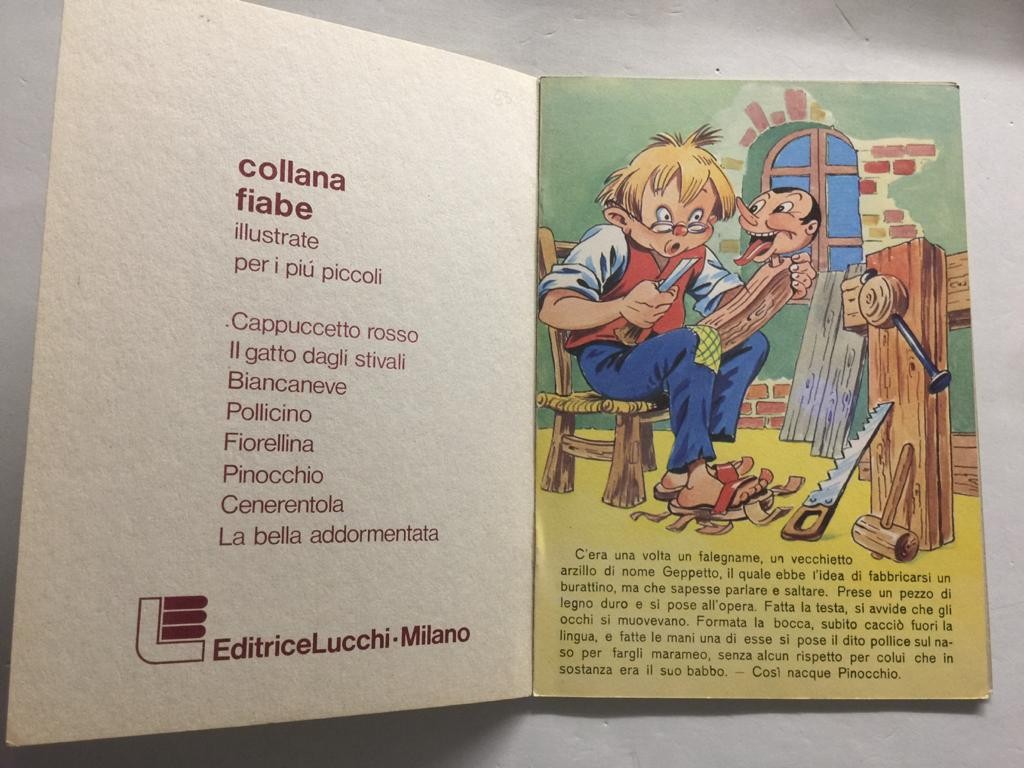 collana
fiabe
illustrate
per i piú piccoli
Cappuccetto rosso
Il gatto dagli stivali
Biancaneve
Pollicino
Fiorellina
Pinocchio
Cenerentola
La bella addormentata
EditriceLucchi·Milano
C'era una volta un falegname, un vecchietto
arzillo di nome Geppetto, il quale ebbe l'idea di fabbricarsi un
burattino, ma che sapesse parlare e saltare. Prese un pezzo di
legno duro e si pose all'opera. Fatta la testa, si avvide che gli
occhi si muovevano. Formata la bocca, subito cacciò fuori la
lingua, e fatte le mani una di esse si pose il dito pollice sul na-
so per fargli marameo, senza alcun rispetto per colui che in
sostanza era il suo babbo. — Così nacque Pinocchio.